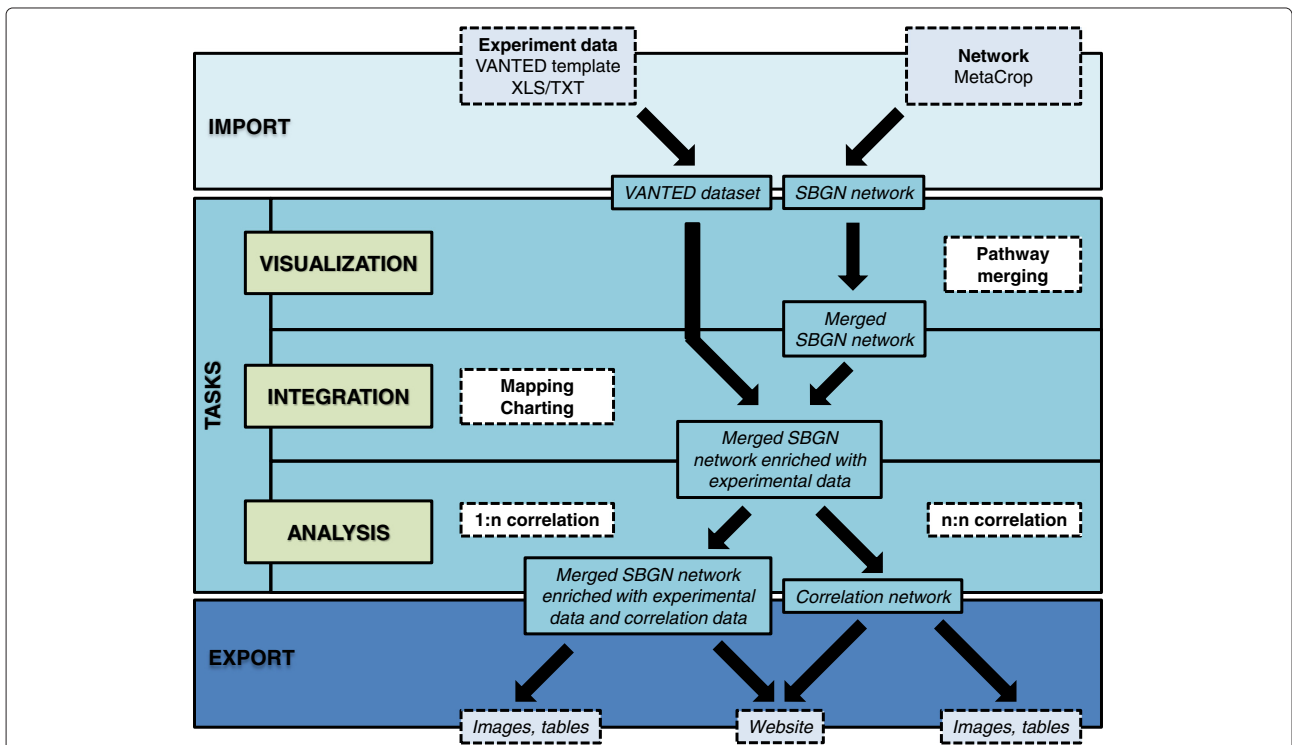 Experiment data
VANTED template
XLS/TXT
Network
MetaCrop
IMPORT
VANTED dataset
SBGN network
TASKS
VISUALIZATION
Pathway
merging
Merged
SBGN network
INTEGRATION
Mapping
Charting
Merged SBGN
network enriched with
experimental data
ANALYSIS
1:n correlation
n:n correlation
Merged SBGN network
enriched with experimental
data and correlation data
Correlation network
EXPORT
Images, tables
Website
Images, tables